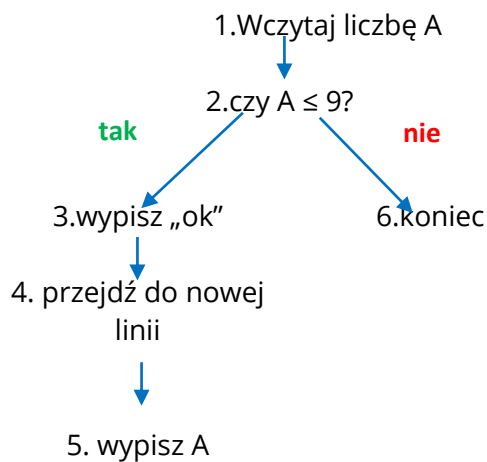 1.Wczytaj liczbę A
2.czy A ≤ 9?
tak
nie
3.wypisz „ok”
6.koniec
4. przejdź do nowej
linii
5. wypisz A